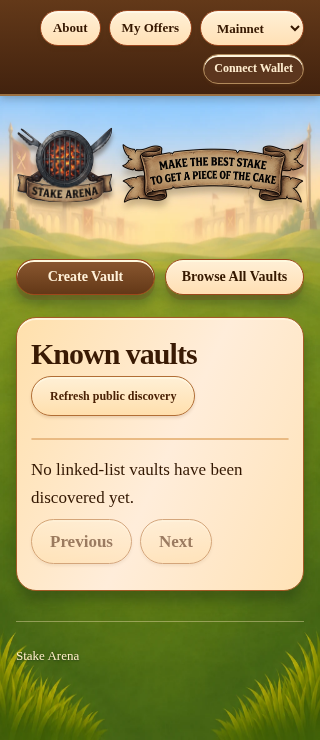 About
My Offers
Mainnet
Connect Wallet
STAKE ARENA
MAKE THE BEST STAKE
TO GET A PIECE OF THE CAKE
Create Vault
Browse All Vaults
Known vaults
Refresh public discovery
No linked-list vaults have been
discovered yet.
Previous
Next
Stake Arena